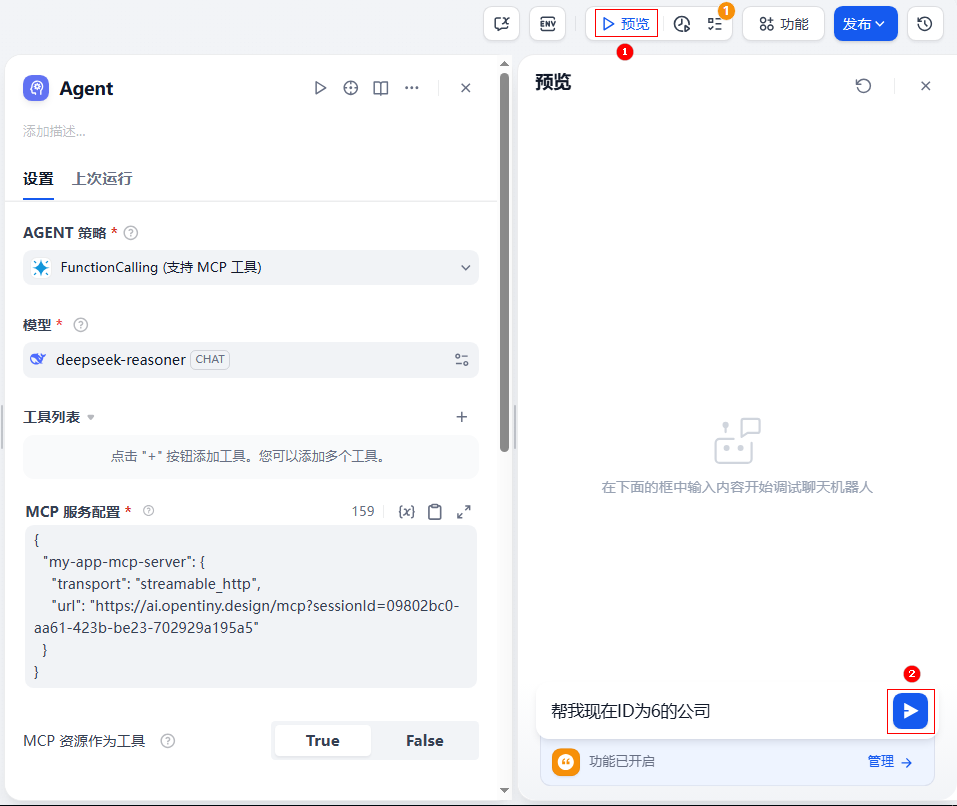 ENV
预览
1
功能
发布
1
Agent
添加描述...
设置
上次运行
AGENT 策略 *
FunctionCalling (支持 MCP 工具)
模型 *
deepseek-reasoner CHAT
工具列表
点击 "+" 按钮添加工具。您可以添加多个工具。
MCP 服务配置 *
159
{x}
{
"my-app-mcp-server": {
"transport": "streamable_http",
"url": "https://ai.opentiny.design/mcp?sessionId=09802bc0-
aa61-423b-be23-702929a195a5"
}
}
MCP 资源作为工具
True
False
预览
在下面的框中输入内容开始调试聊天机器人
2
帮我现在ID为6的公司
功能已开启
管理 →